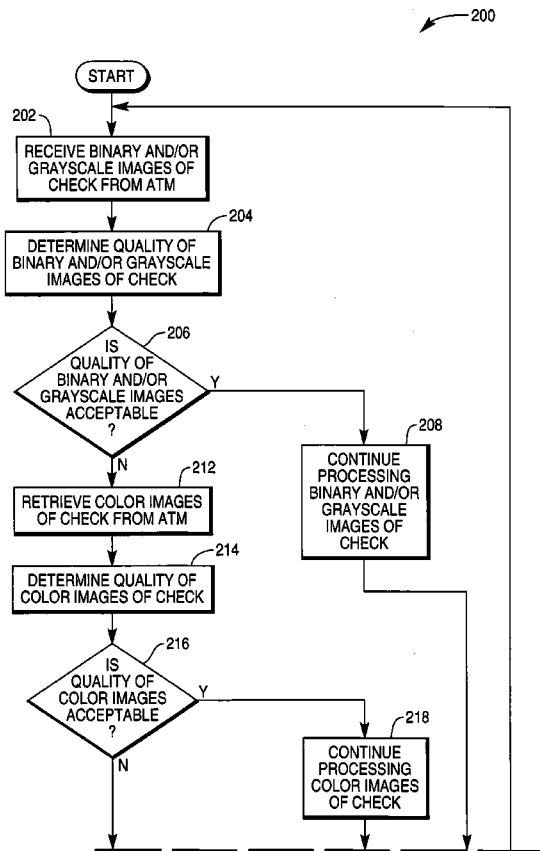 200
START
202
RECEIVE BINARY AND/OR
GRAYSCALE IMAGES OF
CHECK FROM ATM
204
DETERMINE QUALITY OF
BINARY AND/OR GRAYSCALE
IMAGES OF CHECK
206
IS
QUALITY OF
BINARY AND/OR
GRAYSCALE IMAGES
ACCEPTABLE
?
Y
N
208
CONTINUE
PROCESSING
BINARY AND/OR
GRAYSCALE
IMAGES OF
CHECK
212
RETRIEVE COLOR IMAGES
OF CHECK FROM ATM
214
DETERMINE QUALITY OF
COLOR IMAGES OF CHECK
216
IS
QUALITY OF
COLOR IMAGES
ACCEPTABLE
?
Y
N
218
CONTINUE
PROCESSING
COLOR IMAGES
OF CHECK